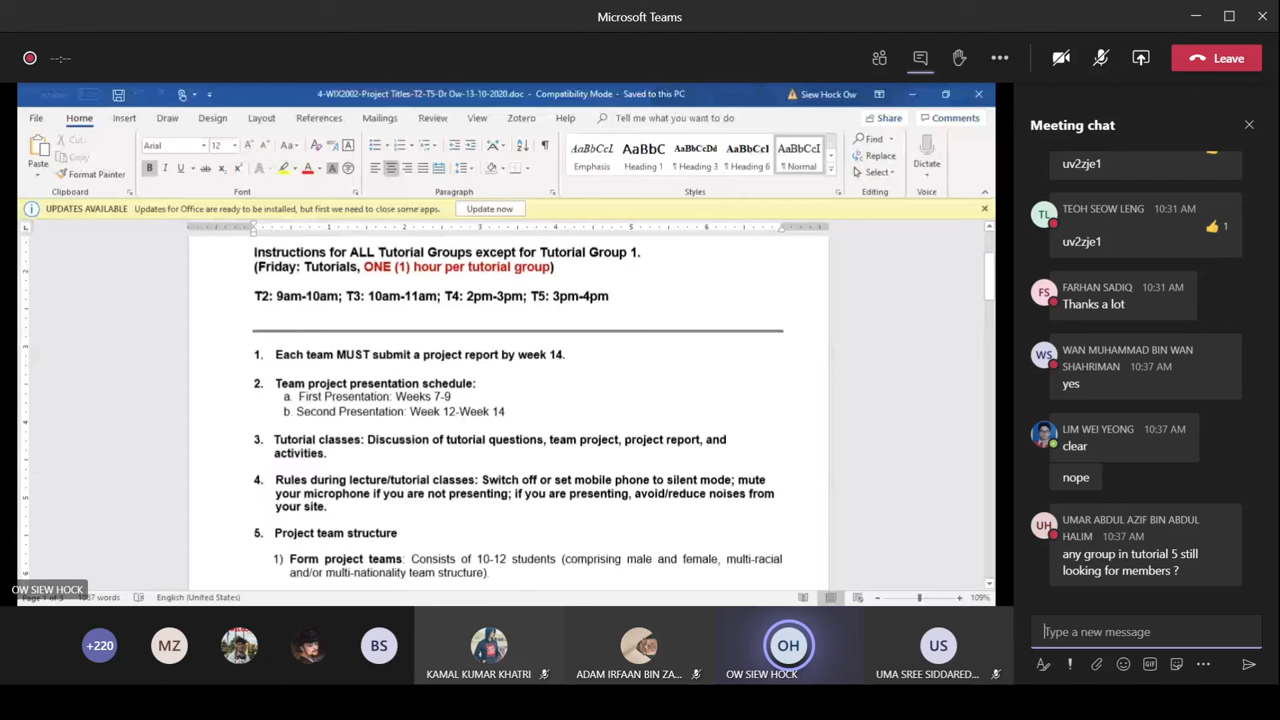 Microsoft Teams
--:--
Leave
4-WIX2002-Project Titles-T2-T5-Dr Ow-13-10-2020.doc - Compatibility Mode - Saved to this PC
Siew Hock Ow
File Home Insert Draw Design Layout References Mailings Review View Zotero Help Tell me what you want to do
Share Comments
Paste
Cut
Copy
Format Painter
Clipboard
Arial 12
Font
Paragraph
AaBbCcL AaBbC AaBbCcDd AaBbCcl AaBbCcl
Emphasis Heading 1 ¶ Heading 3 ¶ Heading 6 ¶ Normal
Styles
Find
Replace
Select
Editing
Dictate
Voice
UPDATES AVAILABLE Updates for Office are ready to be installed, but first we need to close some apps. Update now
Instructions for ALL Tutorial Groups except for Tutorial Group 1.
(Friday: Tutorials, ONE (1) hour per tutorial group)
T2: 9am-10am; T3: 10am-11am; T4: 2pm-3pm; T5: 3pm-4pm
1. Each team MUST submit a project report by week 14.
2. Team project presentation schedule:
a. First Presentation: Weeks 7-9
b. Second Presentation: Week 12-Week 14
3. Tutorial classes: Discussion of tutorial questions, team project, project report, and
activities.
4. Rules during lecture/tutorial classes: Switch off or set mobile phone to silent mode; mute
your microphone if you are not presenting; if you are presenting, avoid/reduce noises from
your site.
5. Project team structure
1) Form project teams: Consists of 10-12 students (comprising male and female, multi-racial
and/or multi-nationality team structure)
OW SIEW HOCK
English (United States)
109%
+220
MZ
BS
KAMAL KUMAR KHATRI
ADAM IRFAAN BIN ZA...
OH
OW SIEW HOCK
US
UMA SREE SIDDARED...
Meeting chat
uv2zje1
TL
TEOH SEOW LENG 10:31 AM
1
uv2zje1
FS
FARHAN SADIQ 10:31 AM
Thanks a lot
WS
WAN MUHAMMAD BIN WAN
SHAHRIMAN 10:37 AM
yes
LIM WEI YEONG 10:37 AM
clear
nope
UH
UMAR ABDUL AZIF BIN ABDUL
HALIM 10:37 AM
any group in tutorial 5 still
looking for members ?
Type a new message
GIF